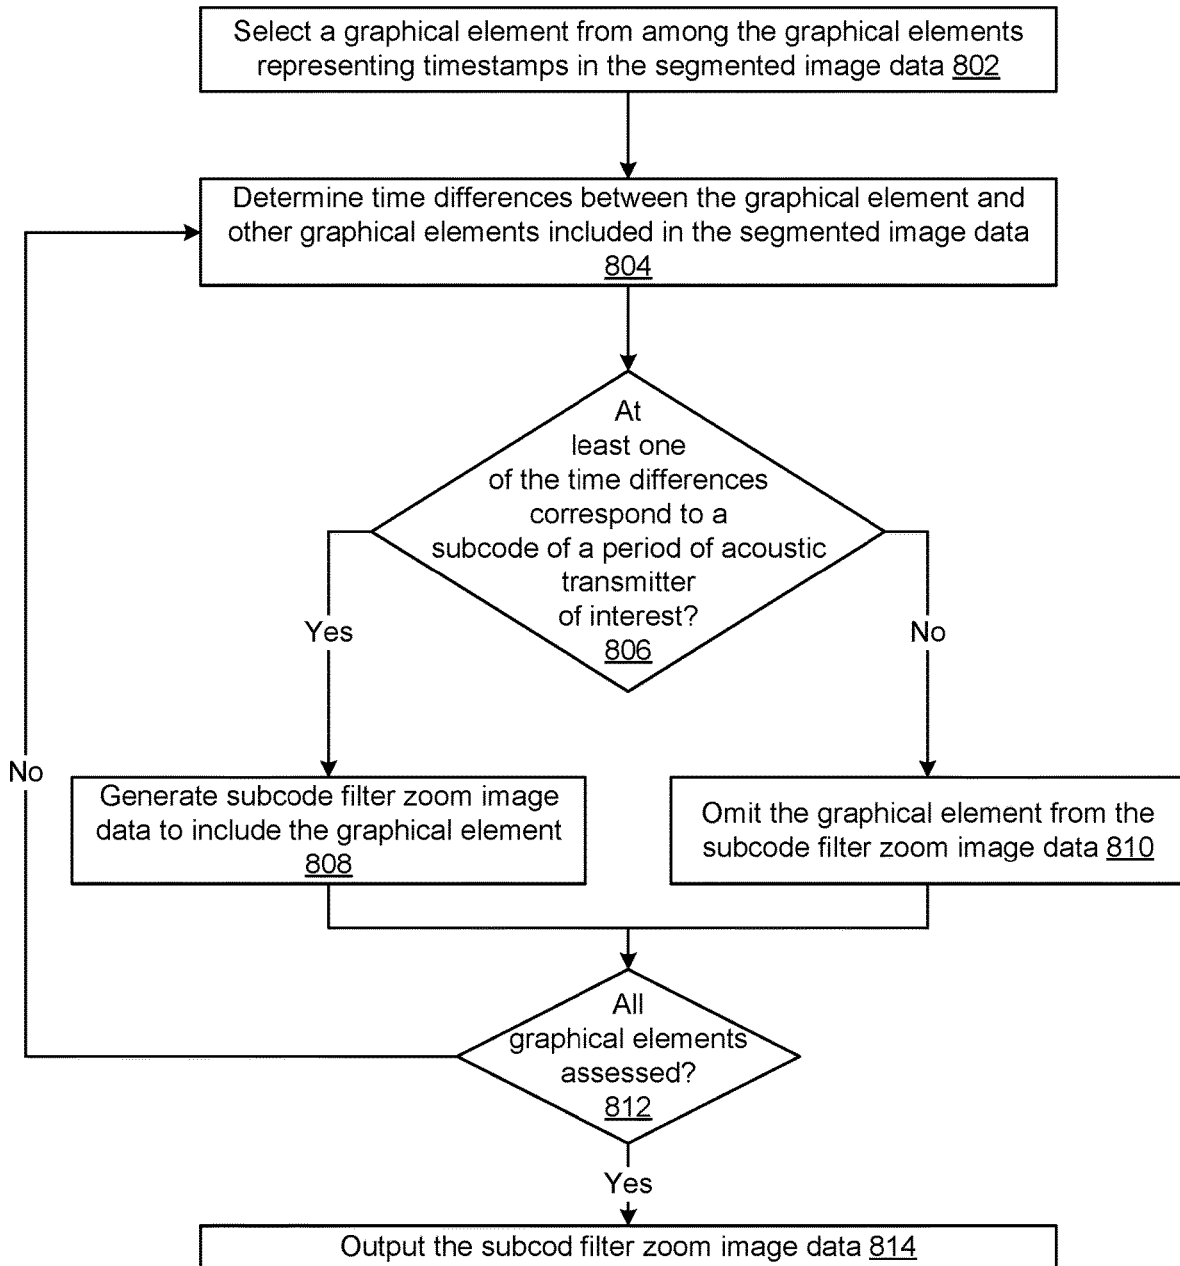 Select a graphical element from among the graphical elements
representing timestamps in the segmented image data 802
Determine time differences between the graphical element and
other graphical elements included in the segmented image data
804
At
least one
of the time differences
correspond to a
subcode of a period of acoustic
transmitter
of interest?
806
Yes
No
Generate subcode filter zoom image
data to include the graphical element
808
Omit the graphical element from the
subcode filter zoom image data 810
No
All
graphical elements
assessed?
812
Yes
Output the subcod filter zoom image data 814